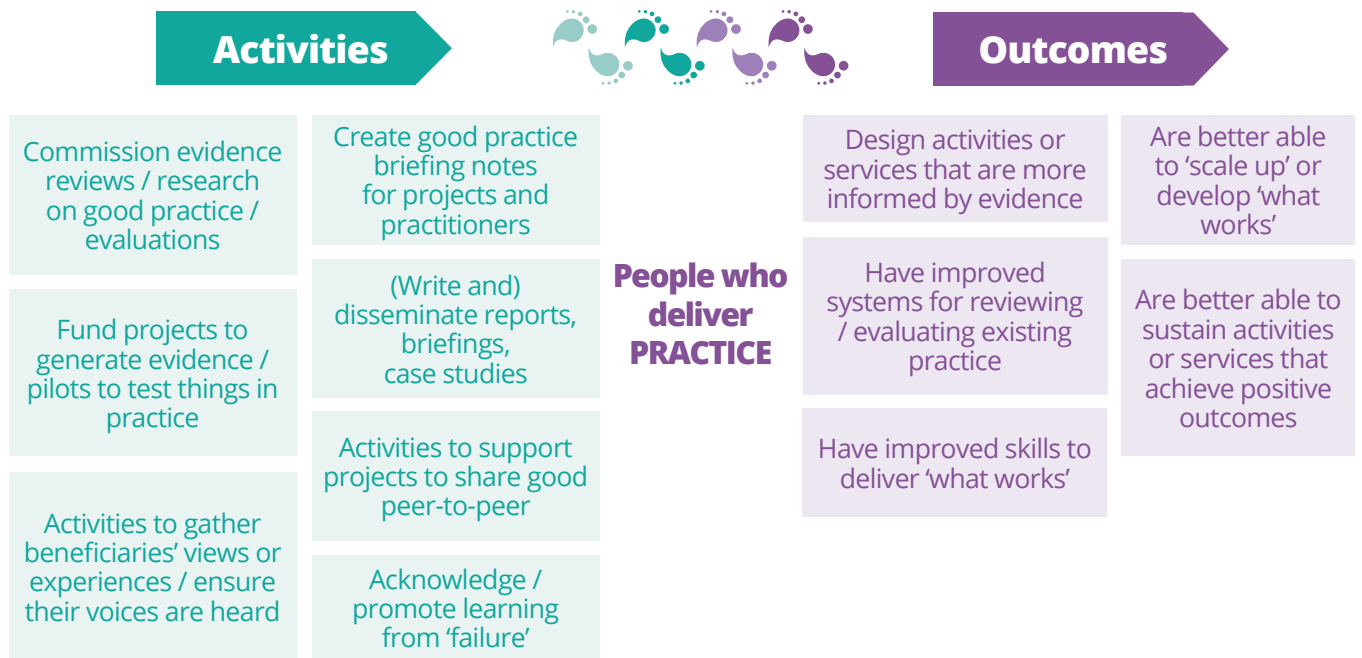 Activities
Outcomes
Commission evidence
reviews / research
on good practice /
evaluations
Fund projects to
generate evidence /
pilots to test things in
practice
Activities to gather
beneficiaries’ views or
experiences / ensure
their voices are heard
Create good practice
briefing notes
for projects and
practitioners
(Write and)
disseminate reports,
briefings,
case studies
Activities to support
projects to share good
peer-to-peer
Acknowledge /
promote learning
from ‘failure’
People who
deliver
PRACTICE
Design activities or
services that are more
informed by evidence
Have improved
systems for reviewing
/ evaluating existing
practice
Have improved skills to
deliver ‘what works’
Are better able
to ‘scale up’ or
develop ‘what
works’
Are better able to
sustain activities
or services that
achieve positive
outcomes